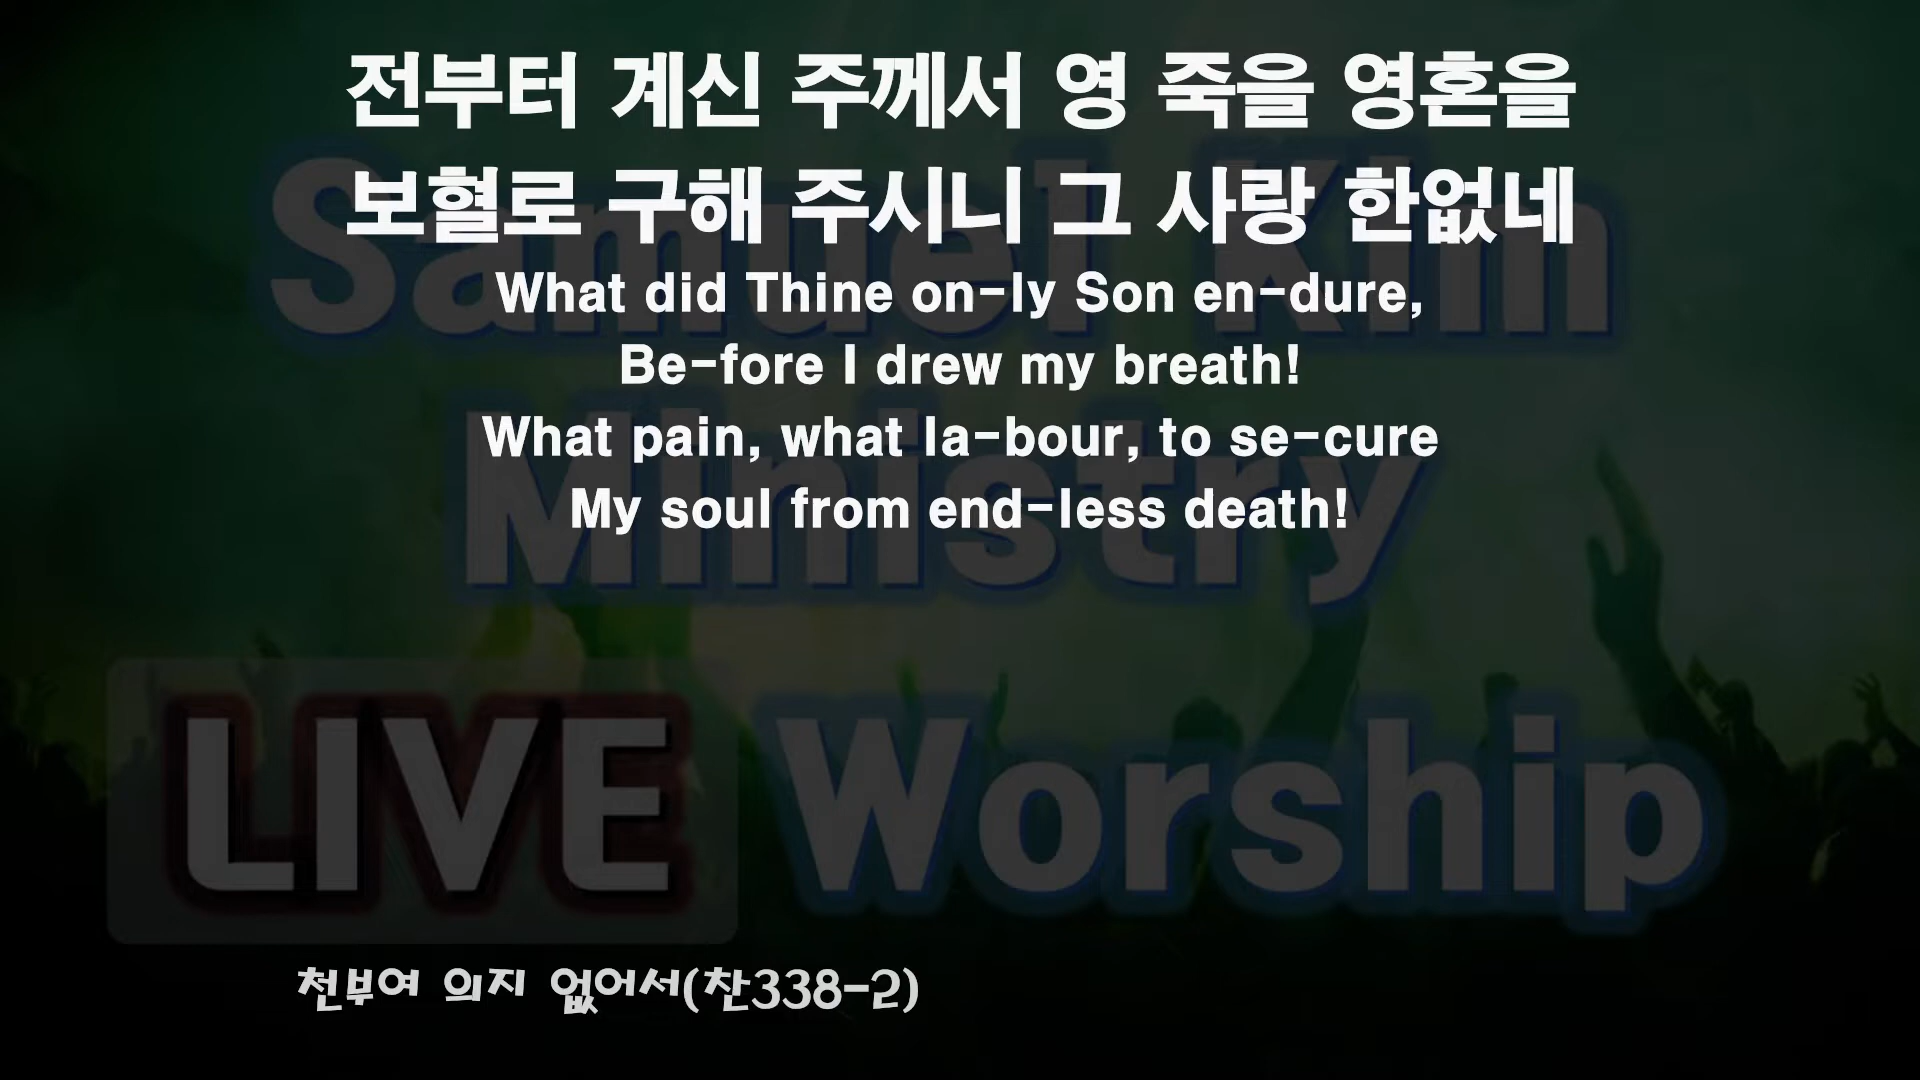 전부터 계신 주께서 영 죽을 영혼을
보혈로 구해 주시니 그 사랑 한없네
What did Thine on-ly Son en-dure,
Be-fore I drew my breath!
What pain, what la-bour, to se-cure
My soul from end-less death!
Samuel Kim
Ministry
LIVE Worship
천부여 의지 없어서(찬338-2)